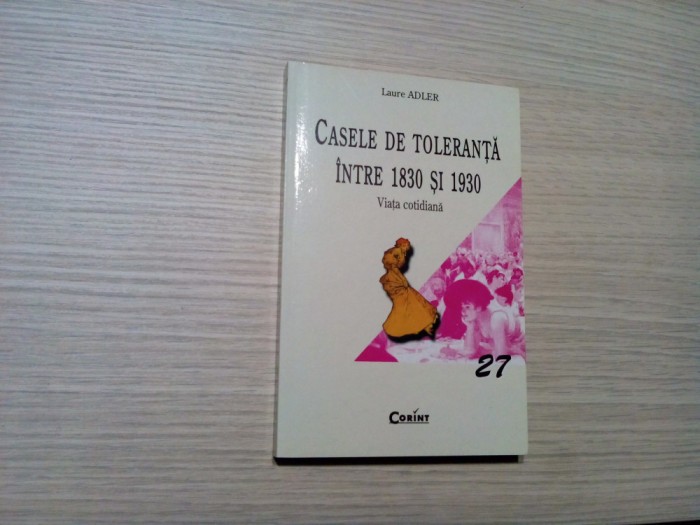 Laure ADLER
CASELE DE TOLERANȚĂ
ÎNTRE 1830 ȘI 1930
Viața cotidiană
27
CORINT